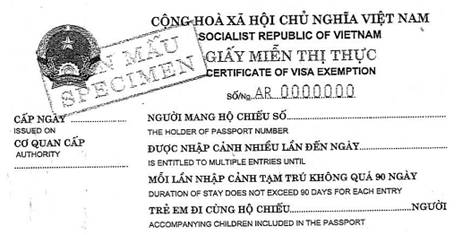 CỘNG HOÀ XÃ HỘI CHỦ NGHĨA VIỆT NAM
SOCIALIST REPUBLIC OF VIETNAM
GIẤY MIỄN THỊ THỰC
CERTIFICATE OF VISA EXEMPTION
MẪU
SPECIMEN
SỐ/No AR 0000000
CẤP NGÀY
ISSUED ON
CƠ QUAN CẤP
AUTHORITY
NGƯỜI MANG HỘ CHIẾU SỐ
THE HOLDER OF PASSPORT NUMBER
ĐƯỢC NHẬP CẢNH NHIỀU LẦN ĐẾN NGÀY
IS ENTITLED TO MULTIPLE ENTRIES UNTIL
MỖI LẦN NHẬP CẢNH TẠM TRÚ KHÔNG QUÁ 90 NGÀY
DURATION OF STAY DOES NOT EXCEED 90 DAYS FOR EACH ENTRY
TRẺ EM ĐI CÙNG HỘ CHIẾU NGƯỜI
ACCOMPANYING CHILDREN INCLUDED IN THE PASSPORT